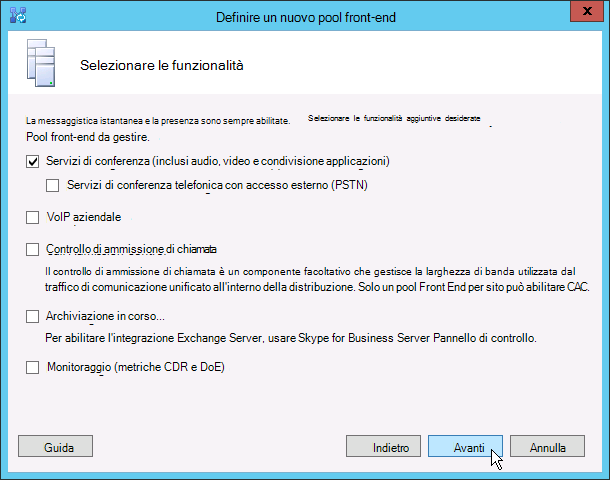 Definire un nuovo pool front-end
x
Selezionare le funzionalità
La messaggistica istantanea e la presenza sono sempre abilitate. Selezionare le funzionalità aggiuntive desiderate
Pool front-end da gestire.
Servizi di conferenza (inclusi audio, video e condivisione applicazioni)
Servizi di conferenza telefonica con accesso esterno (PSTN)
VoIP aziendale
Controllo di ammissione di chiamata
Il controllo di ammissione di chiamata è un componente facoltativo che gestisce la larghezza di banda utilizzata dal
traffico di comunicazione unificato all'interno della distribuzione. Solo un pool Front End per sito può abilitare CAC.
Archiviazione in corso...
Per abilitare l'integrazione Exchange Server, usare Skype for Business Server Pannello di controllo.
Monitoraggio (metriche CDR e DoE)
Guida Indietro Avanti Annulla